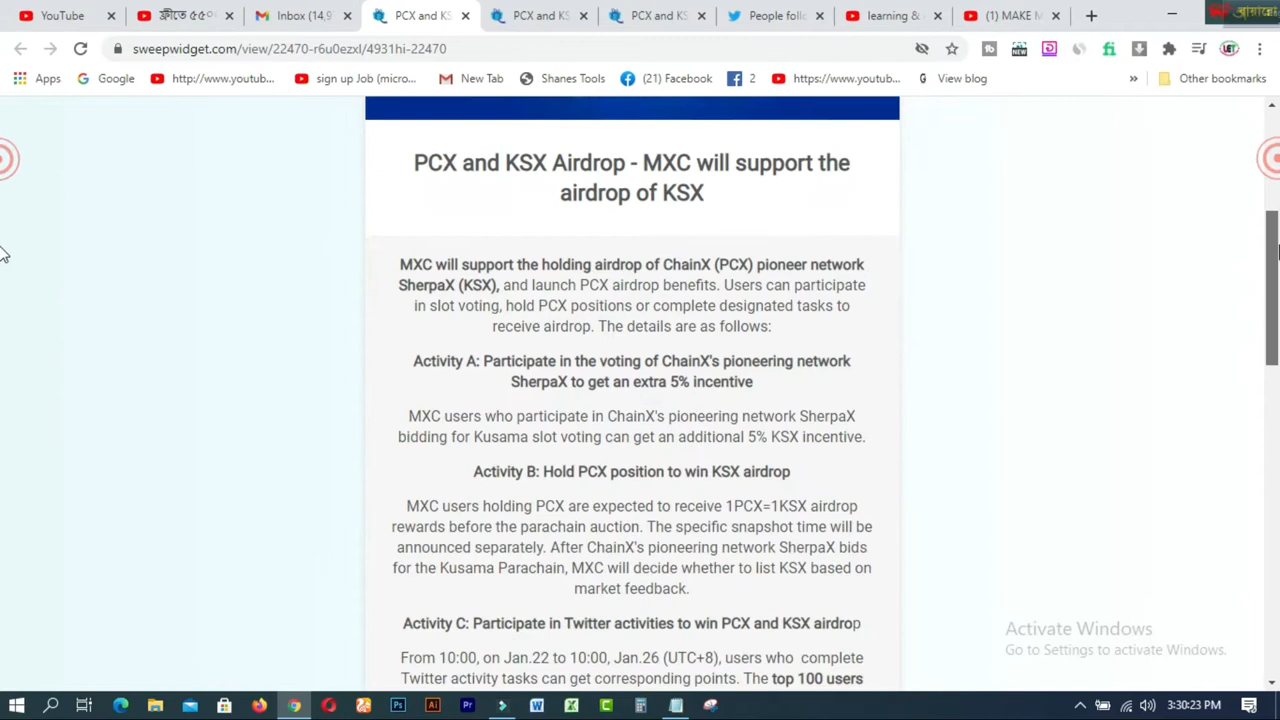 YouTube
ফ্রীতে ৫৫০
Inbox (14,9
PCX and KS
PCX and KS
PCX and KS
People foll
learning &
(1) MAKE M
sweepwidget.com/view/22470-r6u0ezxl/4931hi-22470
Apps
Google
http://www.youtub...
sign up Job (micro...
New Tab
Shanes Tools
(21) Facebook
2
https://www.youtub...
View blog
»
Other bookmarks
PCX and KSX Airdrop - MXC will support the
airdrop of KSX
MXC will support the holding airdrop of ChainX (PCX) pioneer network
SherpaX (KSX), and launch PCX airdrop benefits. Users can participate
in slot voting, hold PCX positions or complete designated tasks to
receive airdrop. The details are as follows:
Activity A: Participate in the voting of ChainX's pioneering network
SherpaX to get an extra 5% incentive
MXC users who participate in ChainX's pioneering network SherpaX
bidding for Kusama slot voting can get an additional 5% KSX incentive.
Activity B: Hold PCX position to win KSX airdrop
MXC users holding PCX are expected to receive 1PCX=1KSX airdrop
rewards before the parachain auction. The specific snapshot time will be
announced separately. After ChainX's pioneering network SherpaX bids
for the Kusama Parachain, MXC will decide whether to list KSX based on
market feedback.
Activity C: Participate in Twitter activities to win PCX and KSX airdrop
From 10:00, on Jan.22 to 10:00, Jan.26 (UTC+8), users who complete
Twitter activity tasks can get corresponding points. The top 100 users
Activate Windows
Go to Settings to activate Windows.
3:30:23 PM